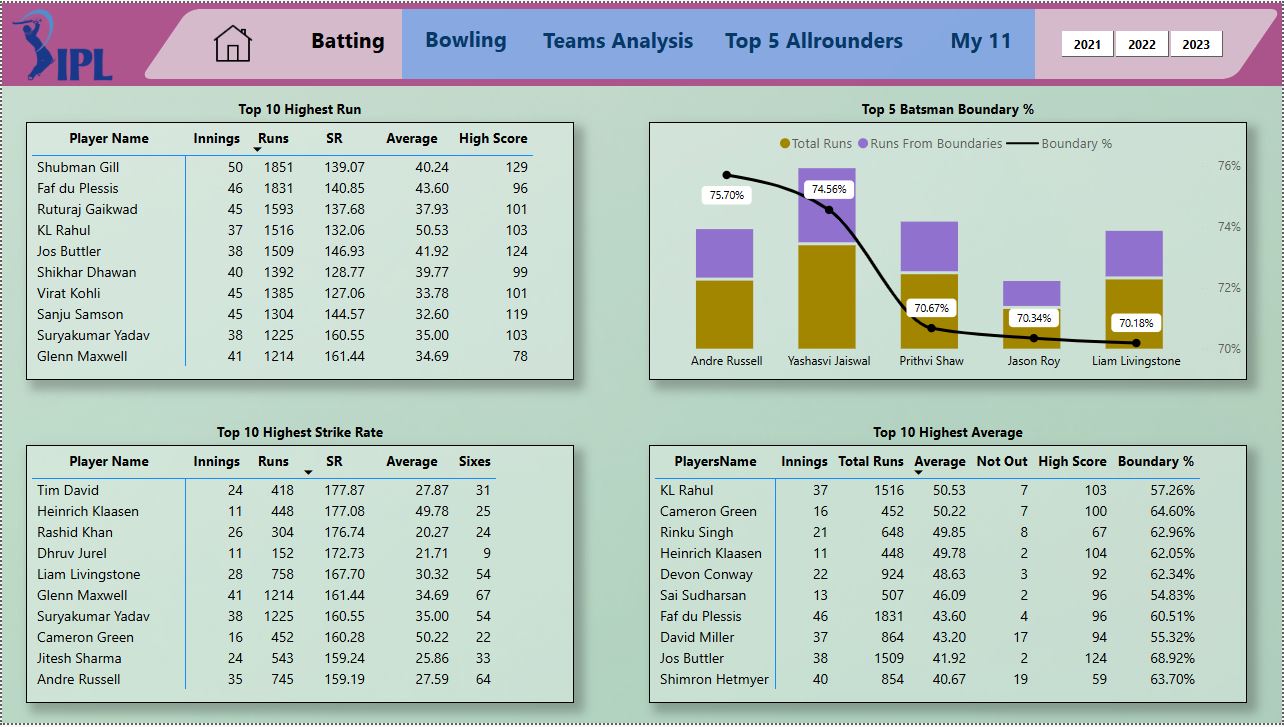 IPL
Batting Bowling Teams Analysis Top 5 Allrounders My 11 2021 2022 2023
Top 10 Highest Run
Player Name Innings Runs SR Average High Score
Shubman Gill 50 1851 139.07 40.24 129
Faf du Plessis 46 1831 140.85 43.60 96
Ruturaj Gaikwad 45 1593 137.68 37.93 101
KL Rahul 37 1516 132.06 50.53 103
Jos Buttler 38 1509 146.93 41.92 124
Shikhar Dhawan 40 1392 128.77 39.77 99
Virat Kohli 45 1385 127.06 33.78 101
Sanju Samson 45 1304 144.57 32.60 119
Suryakumar Yadav 38 1225 160.55 35.00 103
Glenn Maxwell 41 1214 161.44 34.69 78
Top 5 Batsman Boundary %
Total Runs Runs From Boundaries Boundary %
76%
74%
72%
70%
75.70% 74.56% 70.67% 70.34% 70.18%
Andre Russell Yashasvi Jaiswal Prithvi Shaw Jason Roy Liam Livingstone
Top 10 Highest Strike Rate
Player Name Innings Runs SR Average Sixes
Tim David 24 418 177.87 27.87 31
Heinrich Klaasen 11 448 177.08 49.78 25
Rashid Khan 26 304 176.74 20.27 24
Dhruv Jurel 11 152 172.73 21.71 9
Liam Livingstone 28 758 167.70 30.32 54
Glenn Maxwell 41 1214 161.44 34.69 67
Suryakumar Yadav 38 1225 160.55 35.00 54
Cameron Green 16 452 160.28 50.22 22
Jitesh Sharma 24 543 159.24 25.86 33
Andre Russell 35 745 159.19 27.59 64
Top 10 Highest Average
PlayersName Innings Total Runs Average Not Out High Score Boundary %
KL Rahul 37 1516 50.53 7 103 57.26%
Cameron Green 16 452 50.22 7 100 64.60%
Rinku Singh 21 648 49.85 8 67 62.96%
Heinrich Klaasen 11 448 49.78 2 104 62.05%
Devon Conway 22 924 48.63 3 92 62.34%
Sai Sudharsan 13 507 46.09 2 96 54.83%
Faf du Plessis 46 1831 43.60 4 96 60.51%
David Miller 37 864 43.20 17 94 55.32%
Jos Buttler 38 1509 41.92 2 124 68.92%
Shimron Hetmyer 40 854 40.67 19 59 63.70%